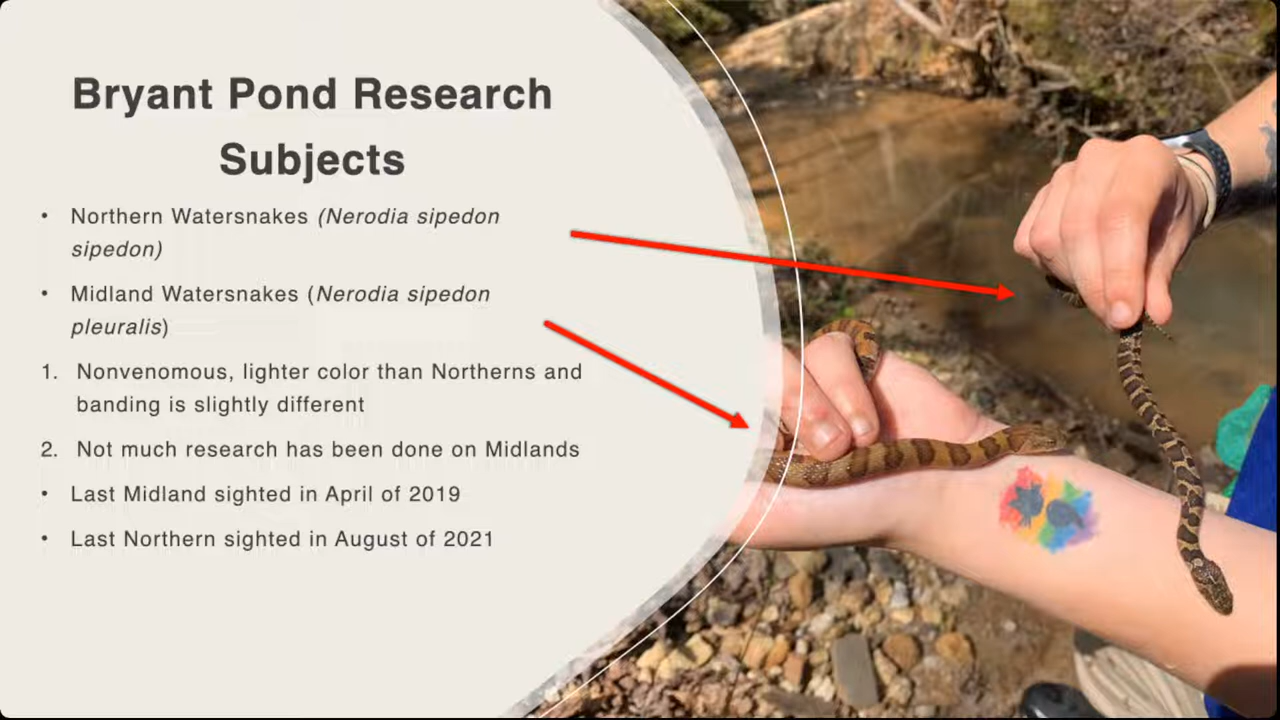 Bryant Pond Research
Subjects
• Northern Watersnakes (Nerodia sipedon
sipedon)
• Midland Watersnakes (Nerodia sipedon
pleuralis)
1. Nonvenomous, lighter color than Northerns and
banding is slightly different
2. Not much research has been done on Midlands
• Last Midland sighted in April of 2019
• Last Northern sighted in August of 2021